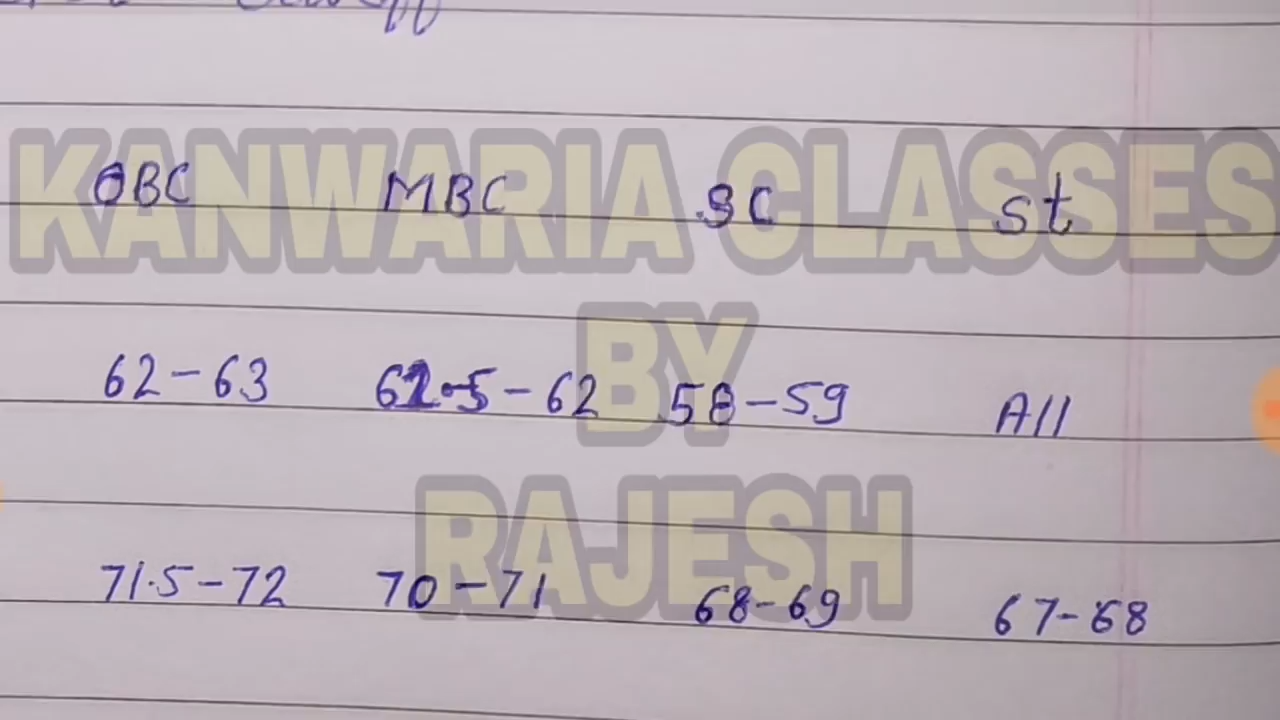 OBC MBC SC St
62-63 61.5-62 58-59 All
71.5-72 70-71 68-69 67-68
KANWARIA CLASSES
BY
RAJESH